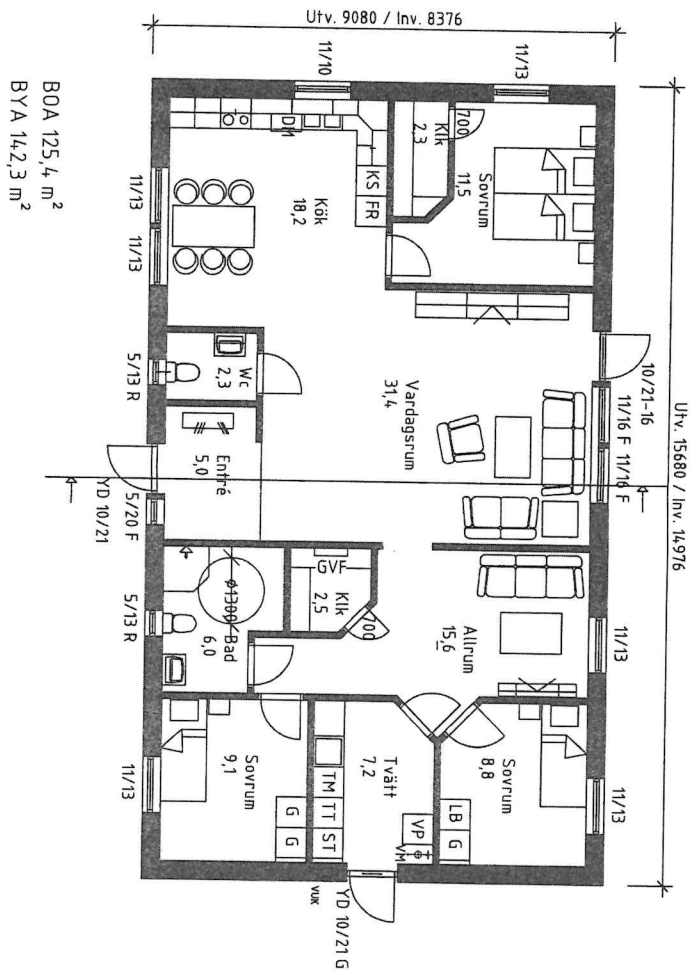 Utv. 9080 / Inv. 8376
Utv. 15680 / Inv. 14976
11/10
11/13
10/21-16
11/16 F
11/16 F
11/13
11/13
11/13
11/13
5/13 R
YD 10/21
5/20 F
5/13 R
11/13
YD 10/21 G
VUK
Klk
2,3
700
Sovrum
11,5
DM
KS
FR
Kök
18,2
Wc
2,3
Vardagsrum
31,4
Entré
5,0
GVF
Klk
2,5
700
Allrum
15,6
ø1300
Bad
6,0
Sovrum
9,1
G
G
Tvätt
7,2
TM
TT
ST
VP
VM
Sovrum
8,8
LB
G
BOA 125,4 m²
BYA 142,3 m²